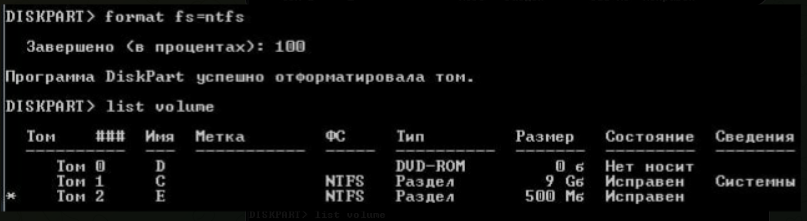 DISKPART> format fs=ntfs
Завершено (в процентах): 100
Программа DiskPart успешно отформатировала том.
DISKPART> list volume
Том ### Имя Метка ФС Тип Размер Состояние Сведения
Том 0 D DVD-ROM 0 б Нет носит
Том 1 C NTFS Раздел 9 Gб Исправен Системны
* Том 2 E NTFS Раздел 500 Mб Исправен
DISKPART> list volume